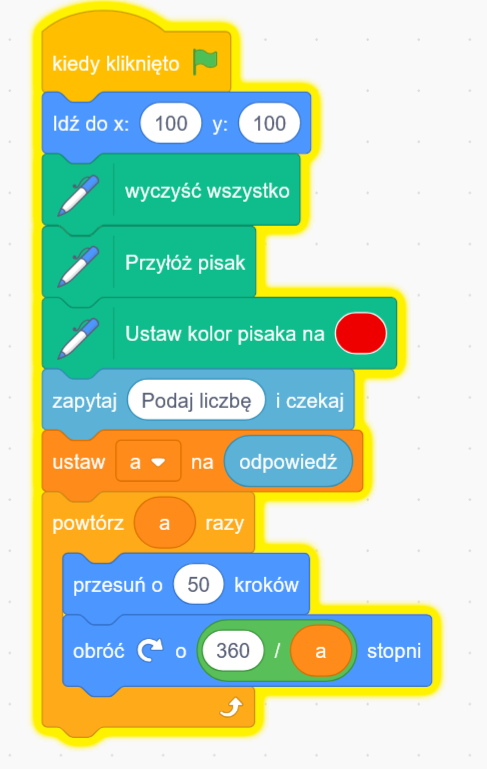 kiedy kliknięto
Idź do x: 100 y: 100
wyczyść wszystko
Przyłóż pisak
Ustaw kolor pisaka na
zapytaj Podaj liczbę i czekaj
ustaw a na odpowiedź
powtórz a razy
przesuń o 50 kroków
obróć o 360 / a stopni